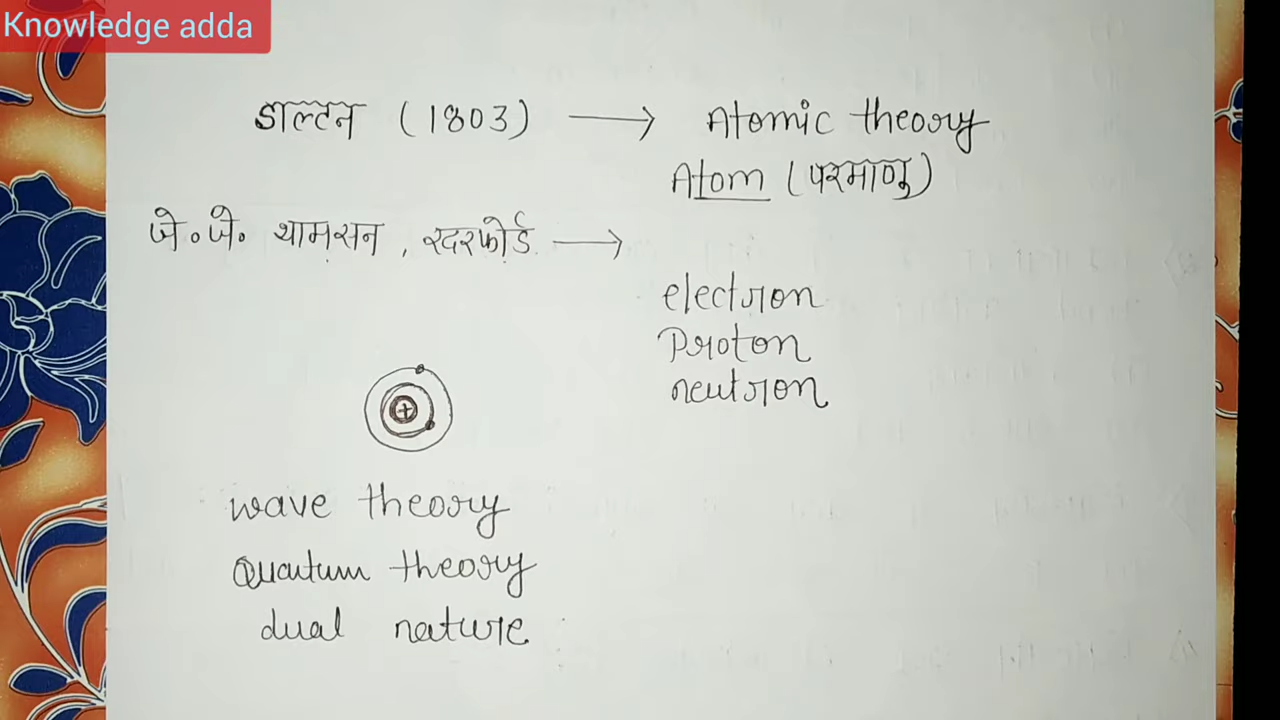 Knowledge adda
डाल्टन (1803) → Atomic theory
Atom (परमाणु)
जे॰जे॰ थामसन, रदरफोर्ड →
electron
Proton
neutron
+
wave theory
Quantum theory
dual nature